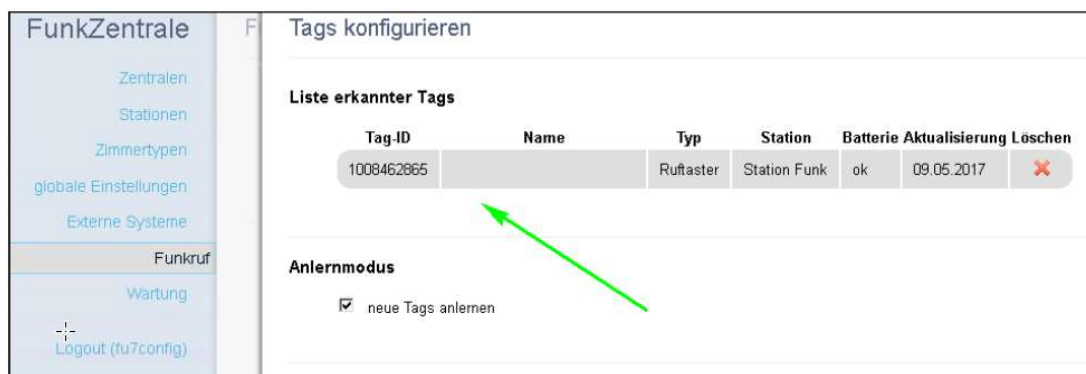 FunkZentrale
Zentralen
Stationen
Zimmertypen
globale Einstellungen
Externe Systeme
Funkruf
Wartung
Logout (fu7config)
F
Tags konfigurieren
Liste erkannter Tags
Tag-ID Name Typ Station Batterie Aktualisierung Löschen
1008462865 Ruftaster Station Funk ok 09.05.2017
Anlernmodus
neue Tags anlernen